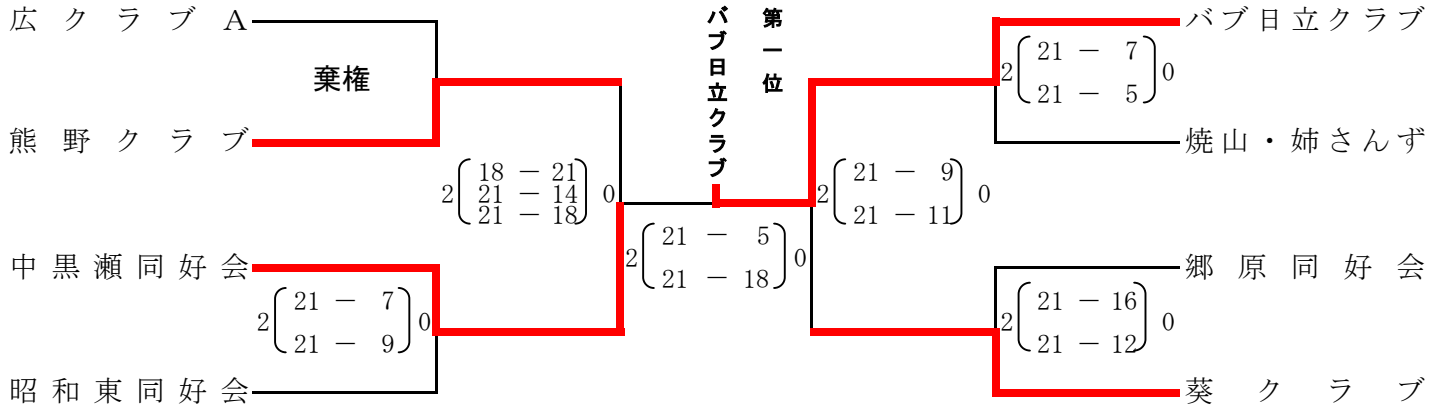 広クラブA
棄権
熊野クラブ
2 18 － 21 0
21 － 14
21 － 18
中黒瀬同好会
2 21 － 7 0
21 － 9
昭和東同好会
第一位
バブ日立クラブ
2 21 － 5 0
21 － 18
バブ日立クラブ
2 21 － 7 0
21 － 5
焼山・姉さんず
2 21 － 9 0
21 － 11
郷原同好会
2 21 － 16 0
21 － 12
葵クラブ